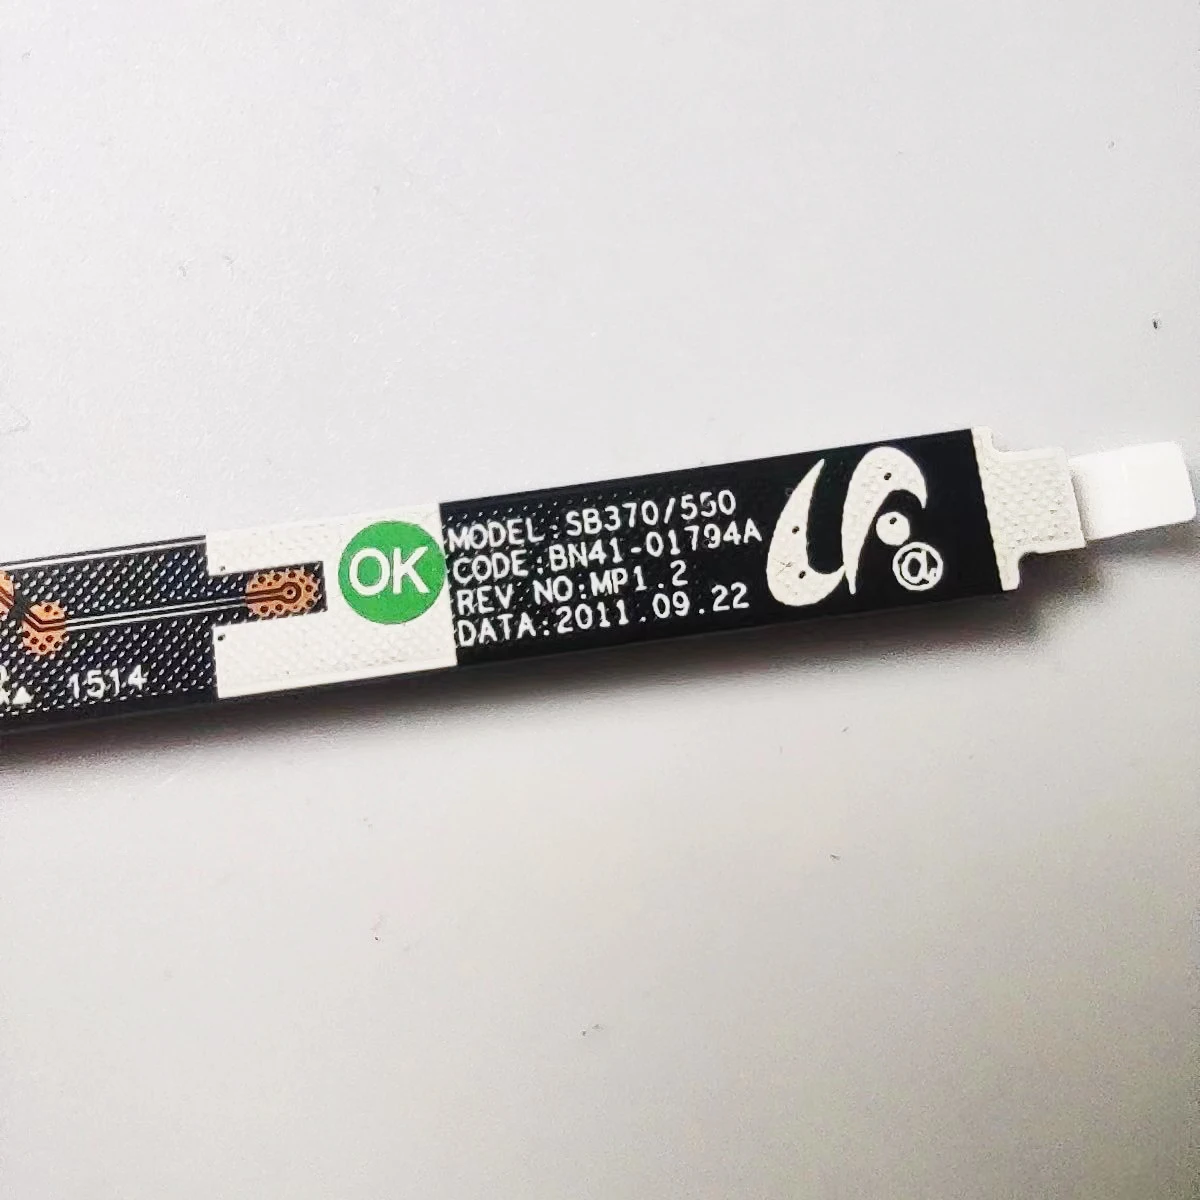 OK
MODEL:SB370/550
CODE:BN41-01794A
REV NO:MP1.2
DATA:2011.09.22
@
1514